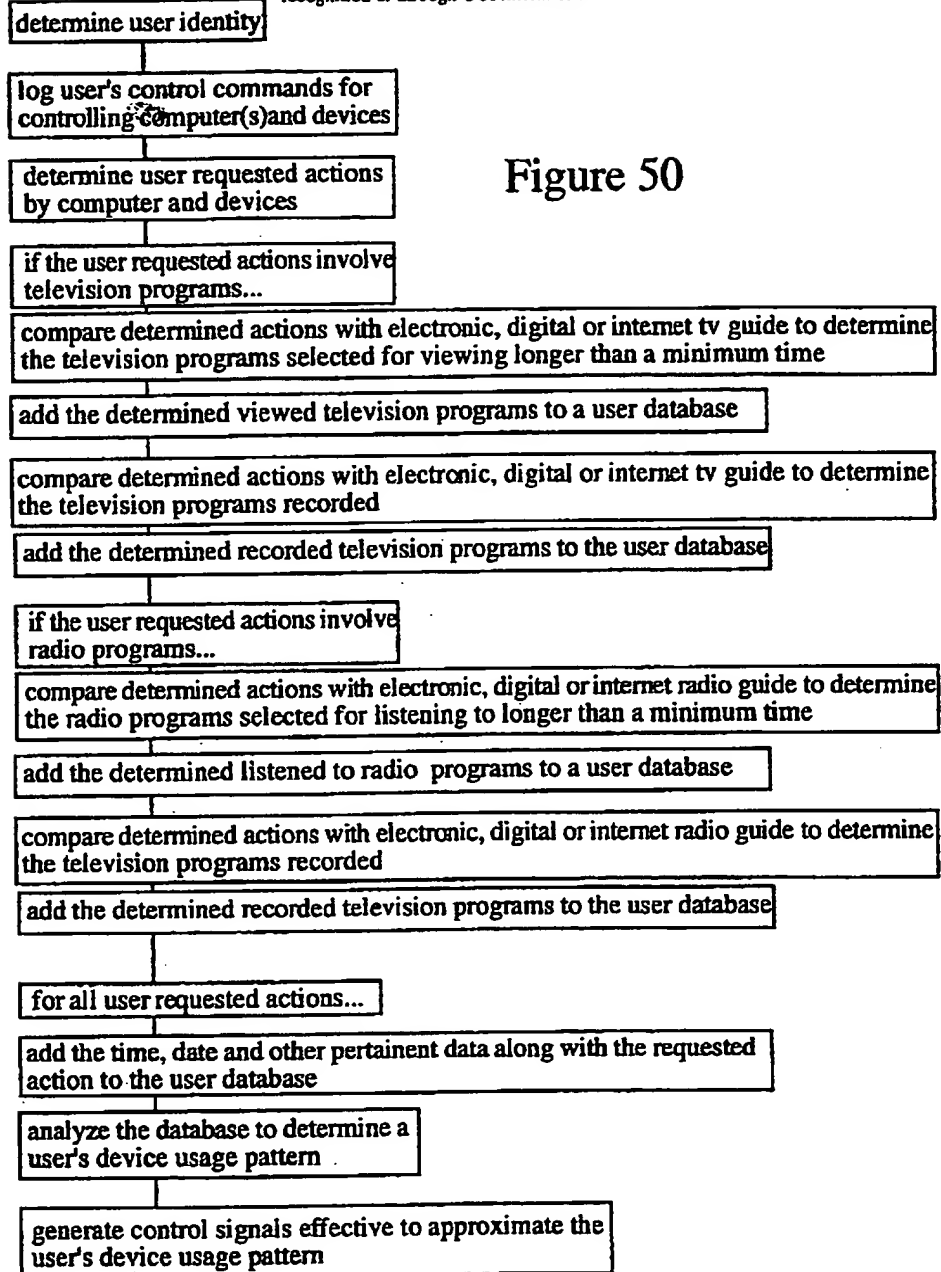 determine user identity
log user's control commands for
controlling computer(s)and devices
determine user requested actions
by computer and devices
Figure 50
if the user requested actions involve
television programs...
compare determined actions with electronic, digital or internet tv guide to determine
the television programs selected for viewing longer than a minimum time
add the determined viewed television programs to a user database
compare determined actions with electronic, digital or internet tv guide to determine
the television programs recorded
add the determined recorded television programs to the user database
if the user requested actions involve
radio programs...
compare determined actions with electronic, digital or internet radio guide to determine
the radio programs selected for listening to longer than a minimum time
add the determined listened to radio programs to a user database
compare determined actions with electronic, digital or internet radio guide to determine
the television programs recorded
add the determined recorded television programs to the user database
for all user requested actions...
add the time, date and other pertainent data along with the requested
action to the user database
analyze the database to determine a
user's device usage pattern
generate control signals effective to approximate the
user's device usage pattern